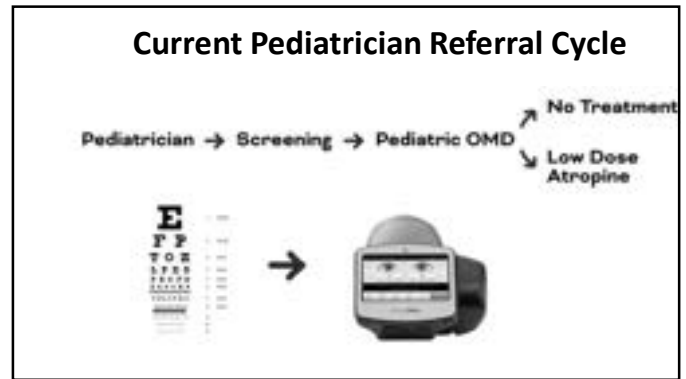 Current Pediatrician Referral Cycle
No Treatment
Pediatrician → Screening → Pediatric OMD
Low Dose
Atropine
E
F P
T O Z
L P E D